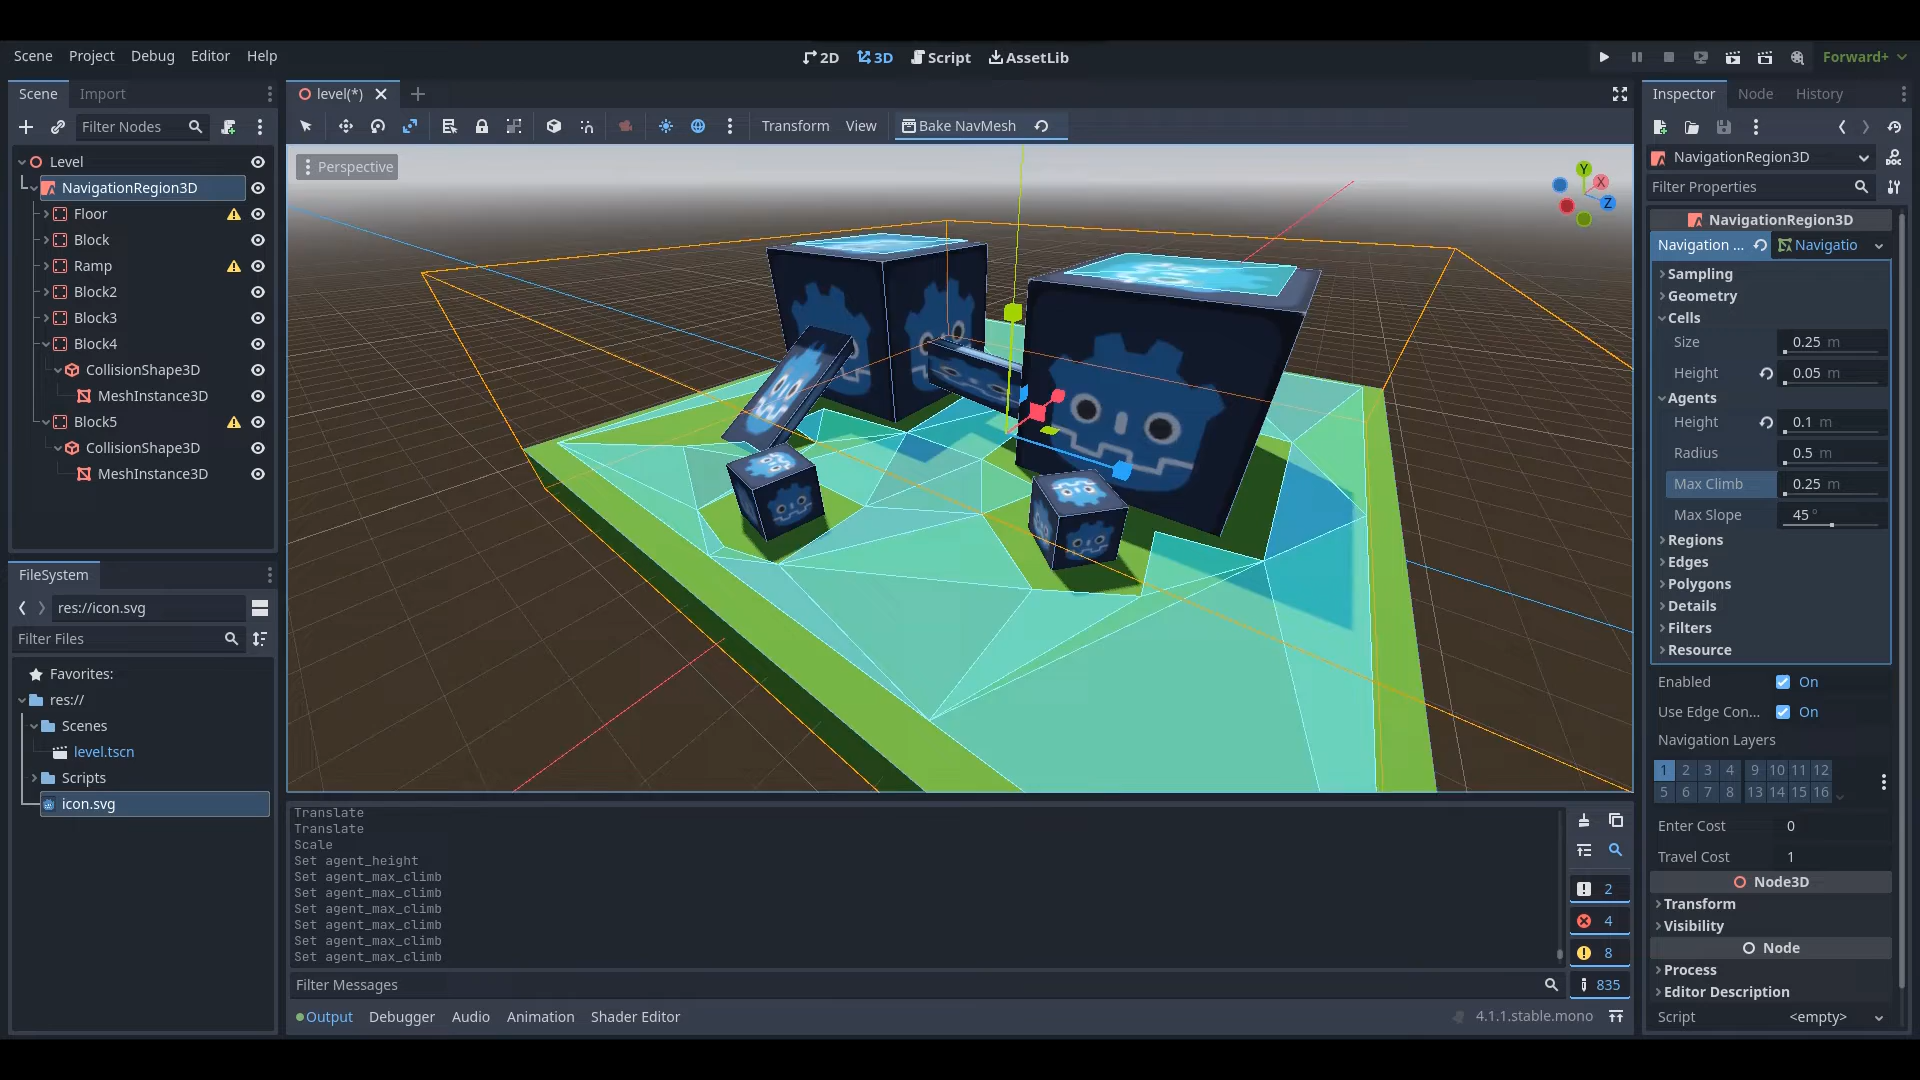 Scene Project Debug Editor Help
2D 3D Script AssetLib
Forward+
Scene Import
Filter Nodes
Level
NavigationRegion3D
Floor
Block
Ramp
Block2
Block3
Block4
CollisionShape3D
MeshInstance3D
Block5
CollisionShape3D
MeshInstance3D
FileSystem
res://icon.svg
Filter Files
Favorites:
res://
Scenes
level.tscn
Scripts
icon.svg
level(*)
Transform View Bake NavMesh
Perspective
Y
X
Z
Translate
Translate
Scale
Set agent_height
Set agent_max_climb
Set agent_max_climb
Set agent_max_climb
Set agent_max_climb
Set agent_max_climb
Set agent_max_climb
2
4
8
835
Filter Messages
Output Debugger Audio Animation Shader Editor
4.1.1.stable.mono
Inspector Node History
NavigationRegion3D
Filter Properties
NavigationRegion3D
Navigation ... Navigatio
Sampling
Geometry
Cells
Size 0.25 m
Height 0.05 m
Agents
Height 0.1 m
Radius 0.5 m
Max Climb 0.25 m
Max Slope 45 °
Regions
Edges
Polygons
Details
Filters
Resource
Enabled On
Use Edge Con... On
Navigation Layers
1 2 3 4 9 10 11 12
5 6 7 8 13 14 15 16
Enter Cost 0
Travel Cost 1
Node3D
Transform
Visibility
Node
Process
Editor Description
Script <empty>